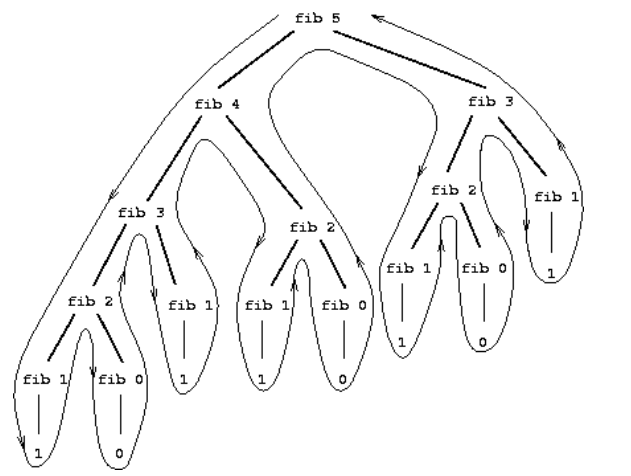 fib 5
fib 4 fib 3
fib 2 fib 1
fib 3 fib 2
fib 1 fib 0 1
fib 2 fib 1 fib 1 fib 0
1 0
fib 1 fib 0 1 1 0
1 0